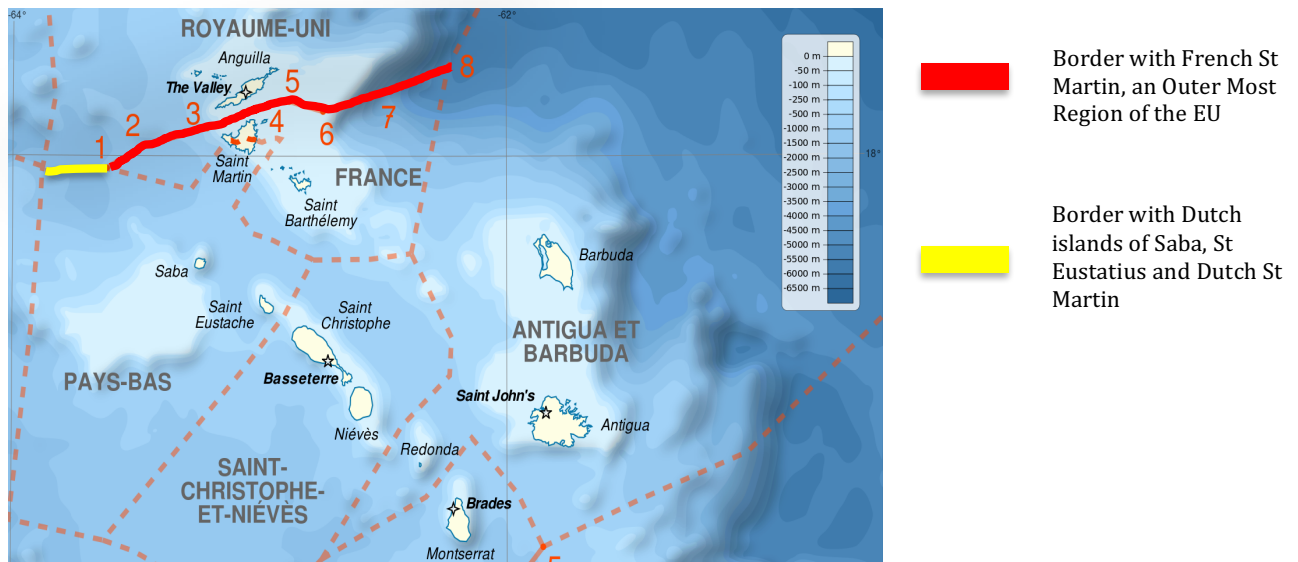 -64°
-62°
ROYAUME-UNI
Anguilla
The Valley
8
5
7
3
4
2
6
1
18°
Saint
Martin
FRANCE
Saint
Barthélemy
Saba
Barbuda
Saint
Eustache
Saint
Christophe
ANTIGUA ET
BARBUDA
PAYS-BAS
Basseterre
Saint John's
Antigua
Niévès
Redonda
SAINT-
CHRISTOPHE-
ET-NIÉVÈS
Brades
Montserrat
0 m
-50 m
-100 m
-250 m
-500 m
-1000 m
-1500 m
-2000 m
-2500 m
-3000 m
-3500 m
-4000 m
-4500 m
-5000 m
-5500 m
-6000 m
-6500 m
Border with French St
Martin, an Outer Most
Region of the EU
Border with Dutch
islands of Saba, St
Eustatius and Dutch St
Martin